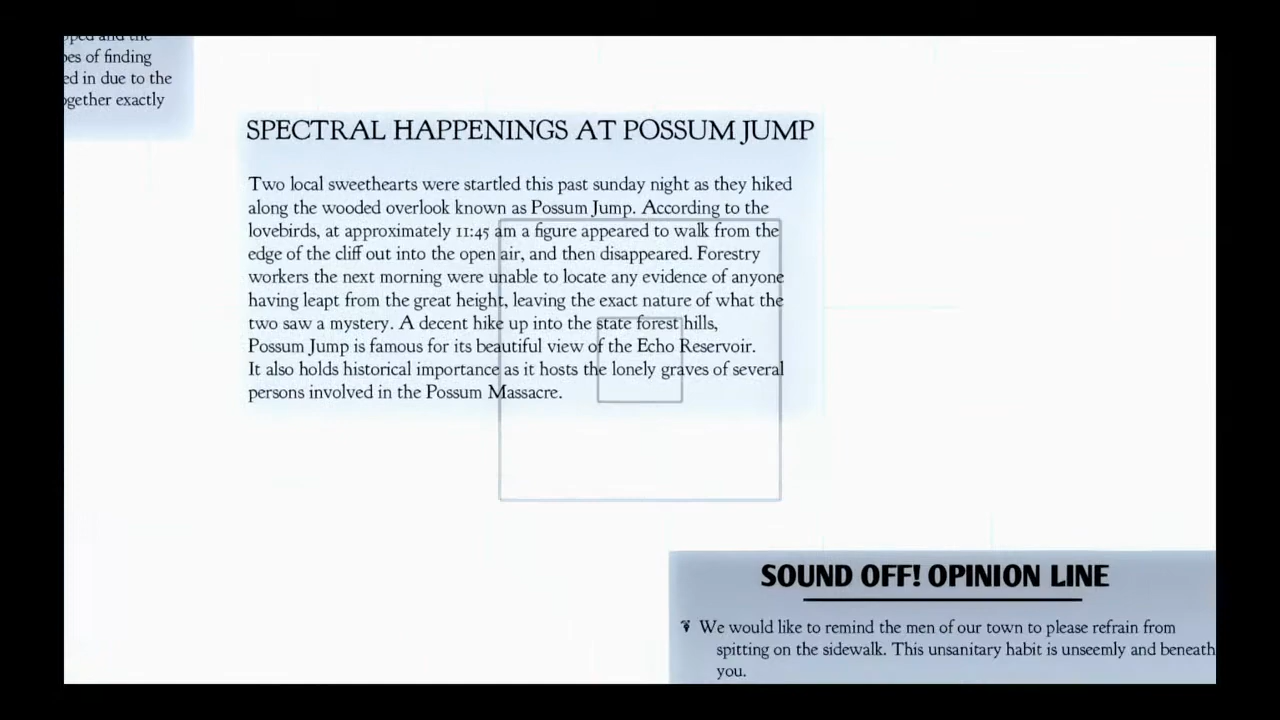 pes of finding
ed in due to the
ogether exactly
SPECTRAL HAPPENINGS AT POSSUM JUMP
Two local sweethearts were startled this past sunday night as they hiked
along the wooded overlook known as Possum Jump. According to the
lovebirds, at approximately 11:45 am a figure appeared to walk from the
edge of the cliff out into the open air, and then disappeared. Forestry
workers the next morning were unable to locate any evidence of anyone
having leapt from the great height, leaving the exact nature of what the
two saw a mystery. A decent hike up into the state forest hills,
Possum Jump is famous for its beautiful view of the Echo Reservoir.
It also holds historical importance as it hosts the lonely graves of several
persons involved in the Possum Massacre.
SOUND OFF! OPINION LINE
We would like to remind the men of our town to please refrain from
spitting on the sidewalk. This unsanitary habit is unseemly and beneath
you.